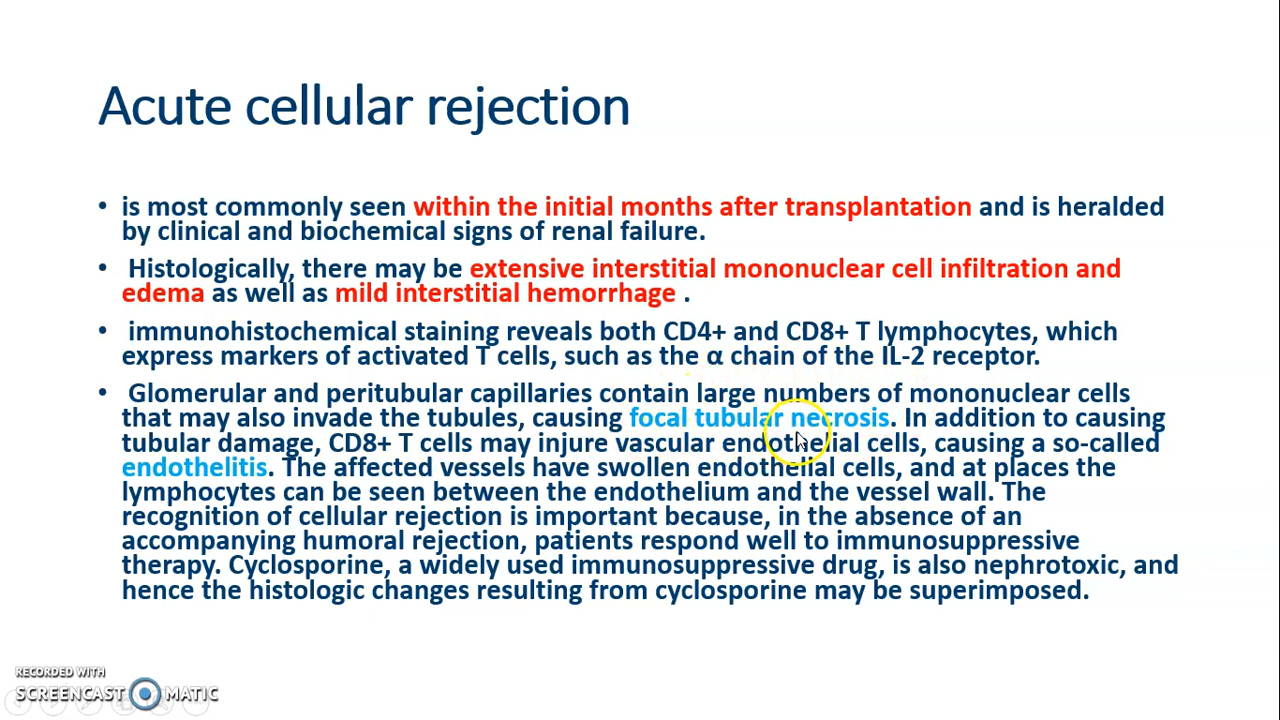 Acute cellular rejection
• is most commonly seen within the initial months after transplantation and is heralded
by clinical and biochemical signs of renal failure.
• Histologically, there may be extensive interstitial mononuclear cell infiltration and
edema as well as mild interstitial hemorrhage .
• immunohistochemical staining reveals both CD4+ and CD8+ T lymphocytes, which
express markers of activated T cells, such as the α chain of the IL-2 receptor.
• Glomerular and peritubular capillaries contain large numbers of mononuclear cells
that may also invade the tubules, causing focal tubular necrosis. In addition to causing
tubular damage, CD8+ T cells may injure vascular endothelial cells, causing a so-called
endothelitis. The affected vessels have swollen endothelial cells, and at places the
lymphocytes can be seen between the endothelium and the vessel wall. The
recognition of cellular rejection is important because, in the absence of an
accompanying humoral rejection, patients respond well to immunosuppressive
therapy. Cyclosporine, a widely used immunosuppressive drug, is also nephrotoxic, and
hence the histologic changes resulting from cyclosporine may be superimposed.
RECORDED WITH
SCREENCAST MATIC